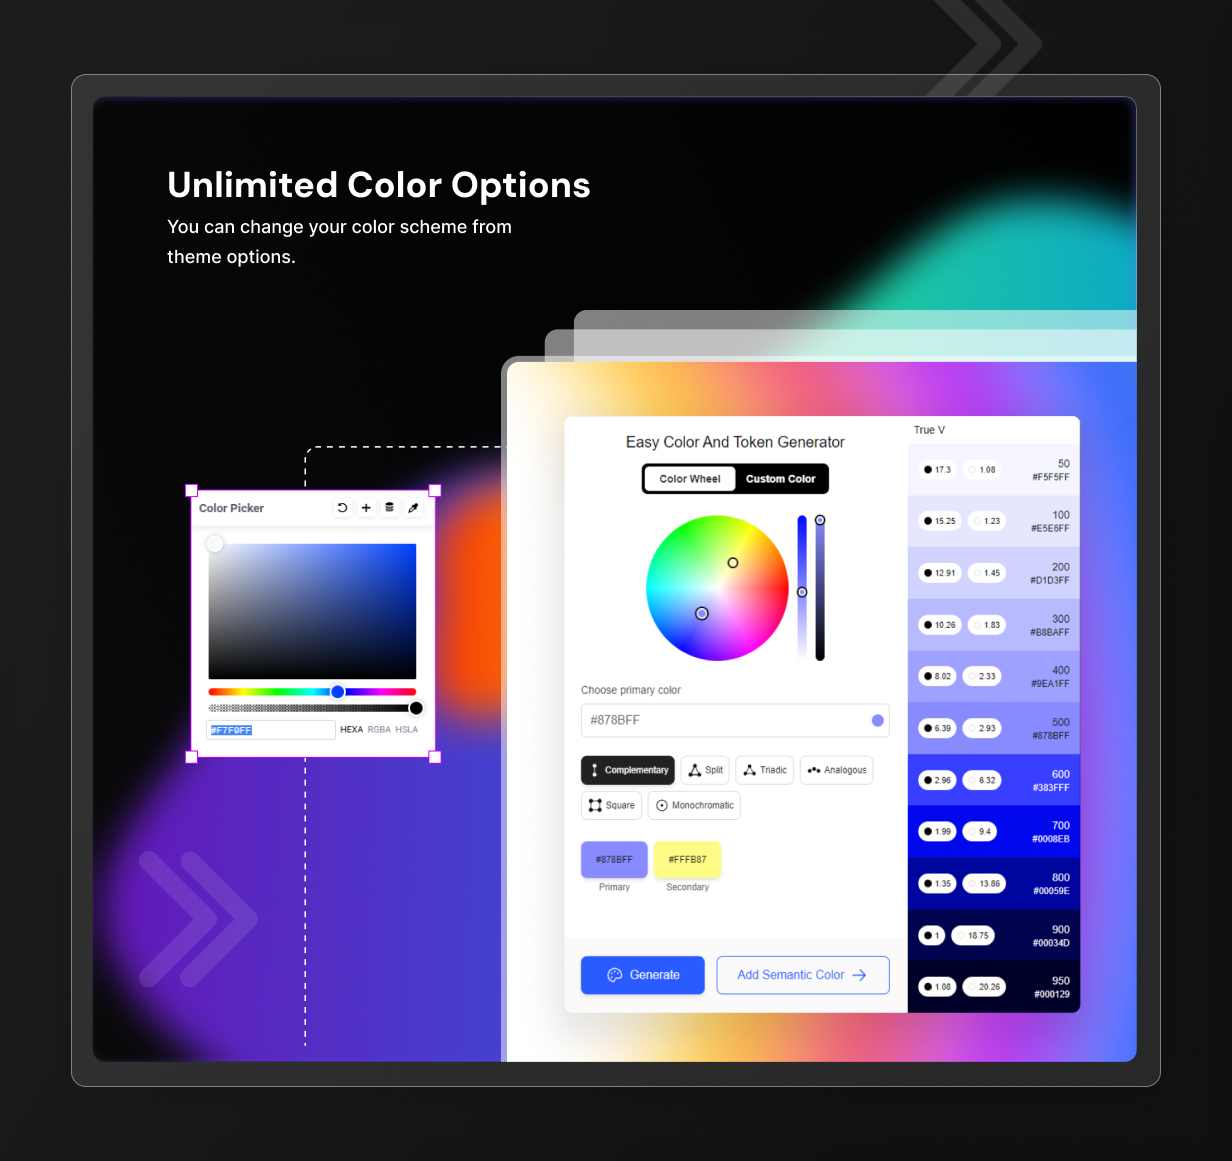 Unlimited Color Options
You can change your color scheme from
theme options.
Color Picker
#F7F9FF
HEXA RGBA HSLA
Easy Color And Token Generator
Color Wheel Custom Color
Choose primary color
#878BFF
Complementary Split Triadic Analogous
Square Monochromatic
#878BFF #FFFB87
Primary Secondary
Generate Add Semantic Color
True V
17.3 1.08 50
#F5F5FF
15.25 1.23 100
#E5E6FF
12.91 1.45 200
#D1D3FF
10.26 1.83 300
#B8BAFF
8.02 2.33 400
#9EA1FF
6.39 2.93 500
#878BFF
2.96 6.32 600
#383FFF
1.99 9.4 700
#0008EB
1.35 13.86 800
#00059E
1 18.75 900
#00034D
1.08 20.26 950
#000129